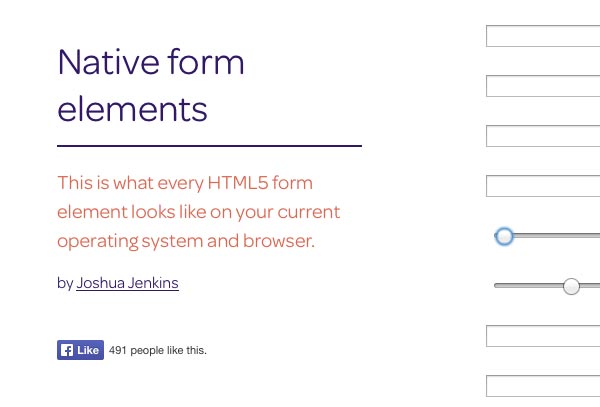 Native form
elements
This is what every HTML5 form
element looks like on your current
operating system and browser.
by Joshua Jenkins
Like 491 people like this.